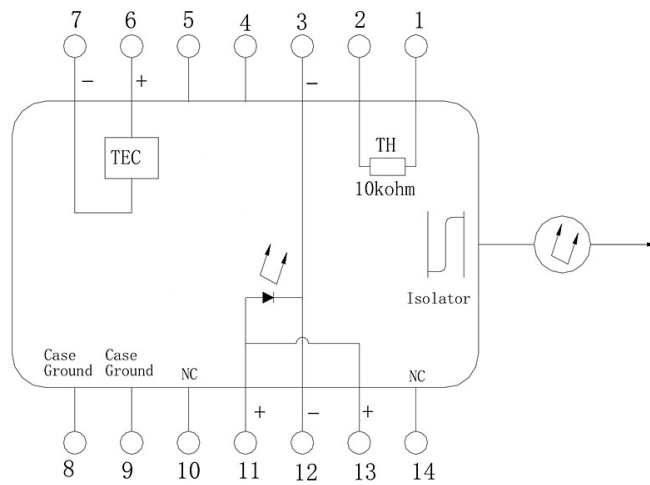 7 6 5 4 3 2 1
− + −
TEC
TH
10kohm
Isolator
Case
Ground
Case
Ground
NC
NC
+ − +
8 9 10 11 12 13 14